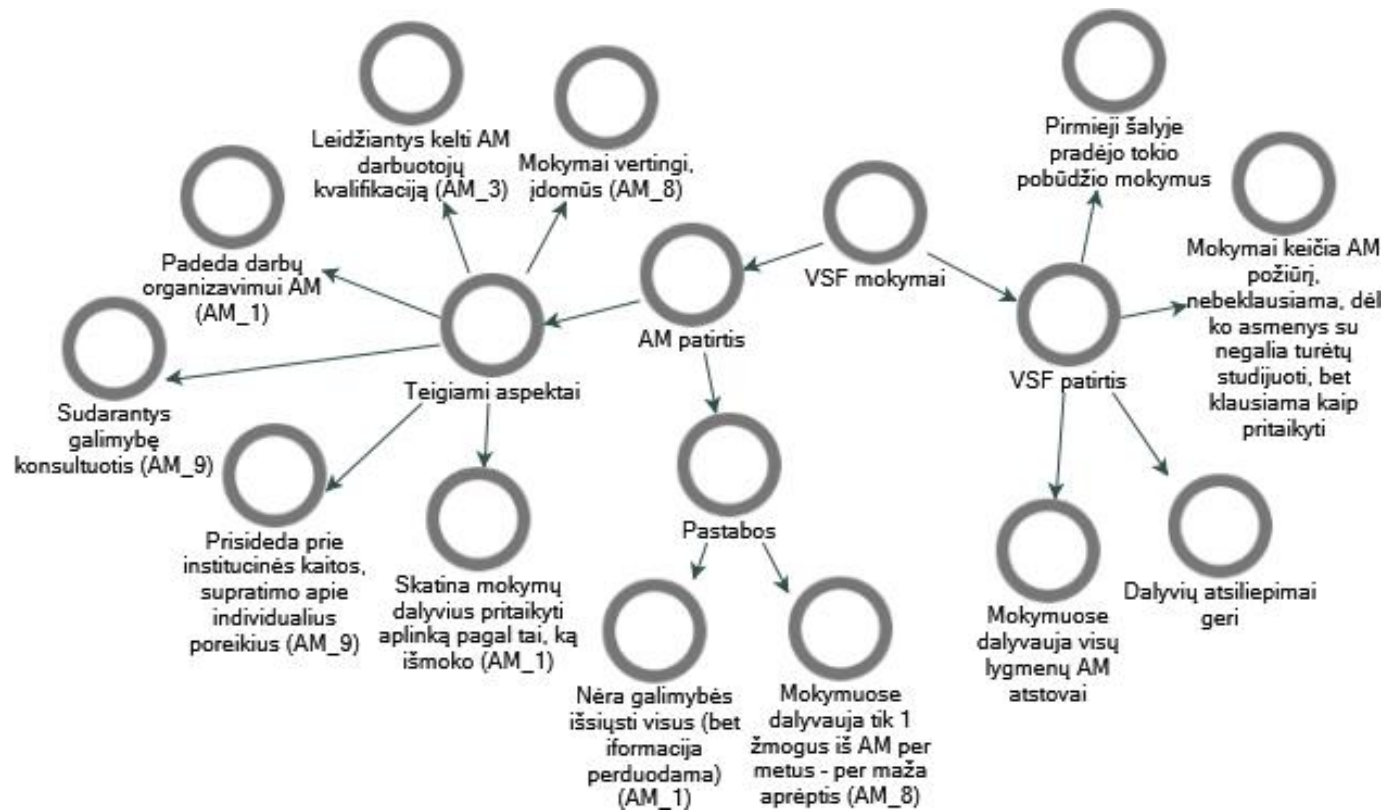 Leidžiantys kelti AM
darbuotojų
kvalifikaciją (AM_3)
Mokymai vertingi,
įdomūs (AM_8)
Pirmieji šalyje
pradėjo tokio
pobūdžio mokymus
Padeda darbų
organizavimui AM
(AM_1)
VSF mokymai
Mokymai keičia AM
požiūrį,
nebeklausiama, dėl
ko asmenys su
negalia turėtų
studijuoti, bet
klausiama kaip
pritaikyti
AM patirtis
Teigiami aspektai
VSF patirtis
Sudarantys
galimybę
konsultuotis (AM_9)
Pastabos
Prisideda prie
institucinės kaitos,
supratimo apie
individualius
poreikius (AM_9)
Skatina mokymų
dalyvius pritaikyti
aplinką pagal tai, ką
išmoko (AM_1)
Dalyvių atsiliepimai
geri
Mokymuose
dalyvauja visų
lygmenų AM
atstovai
Nėra galimybės
išsiųsti visus (bet
iformacija
perduodama)
(AM_1)
Mokymuose
dalyvauja tik 1
žmogus iš AM per
metus - per maža
aprėptis (AM_8)